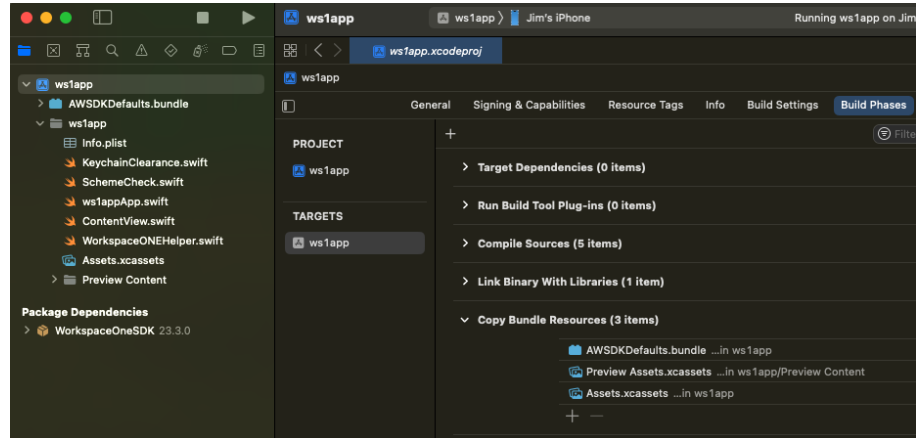 ws1app
ws1app 〉 Jim's iPhone
Running ws1app on Jim
ws1app.xcodeproj
ws1app
ws1app
AWSDKDefaults.bundle
ws1app
Info.plist
KeychainClearance.swift
SchemeCheck.swift
ws1appApp.swift
ContentView.swift
WorkspaceONEHelper.swift
Assets.xcassets
Preview Content
Package Dependencies
WorkspaceOneSDK 23.3.0
General Signing & Capabilities Resource Tags Info Build Settings Build Phases
PROJECT
ws1app
TARGETS
ws1app
+ Filte
> Target Dependencies (0 items)
> Run Build Tool Plug-ins (0 items)
> Compile Sources (5 items)
> Link Binary With Libraries (1 item)
Copy Bundle Resources (3 items)
AWSDKDefaults.bundle ...in ws1app
Preview Assets.xcassets ...in ws1app/Preview Content
Assets.xcassets ...in ws1app
+ −